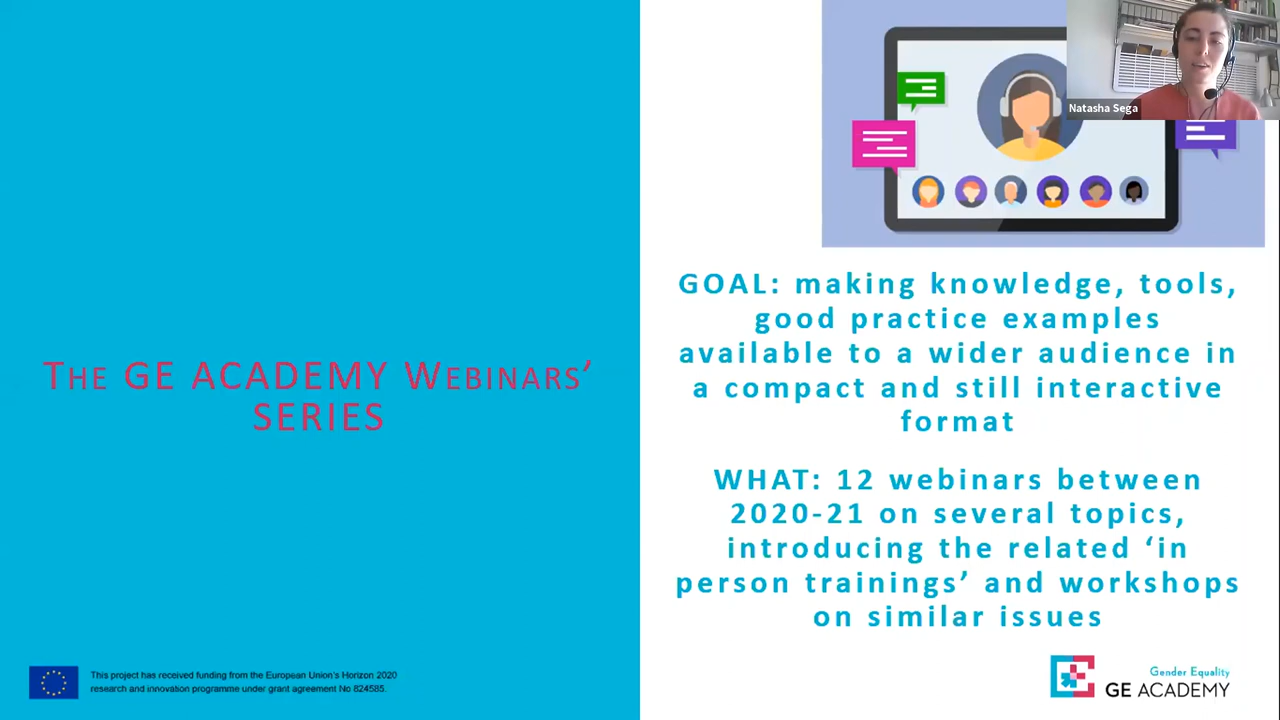 Natasha Sega
THE GE ACADEMY WEBINARS'
SERIES
GOAL: making knowledge, tools,
good practice examples
available to a wider audience in
a compact and still interactive
format
WHAT: 12 webinars between
2020-21 on several topics,
introducing the related ‘in
person trainings’ and workshops
on similar issues
This project has received funding from the European Union's Horizon 2020
research and innovation programme under grant agreement No 824585.
Gender Equality
GE ACADEMY